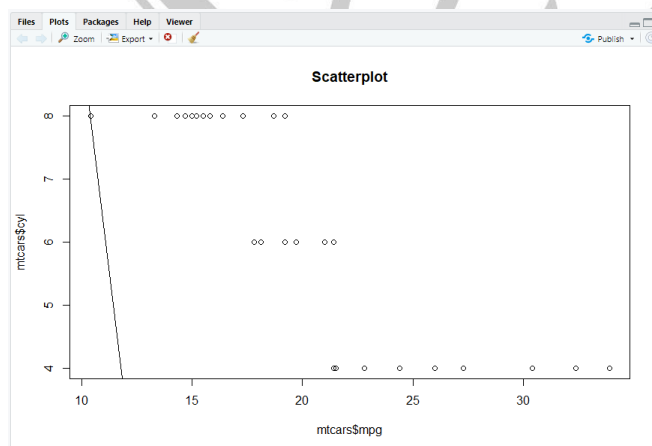 Files Plots Packages Help Viewer
Zoom Export Publish
Scatterplot
mtcars$cyl
8
7
6
5
4
10 15 20 25 30
mtcars$mpg